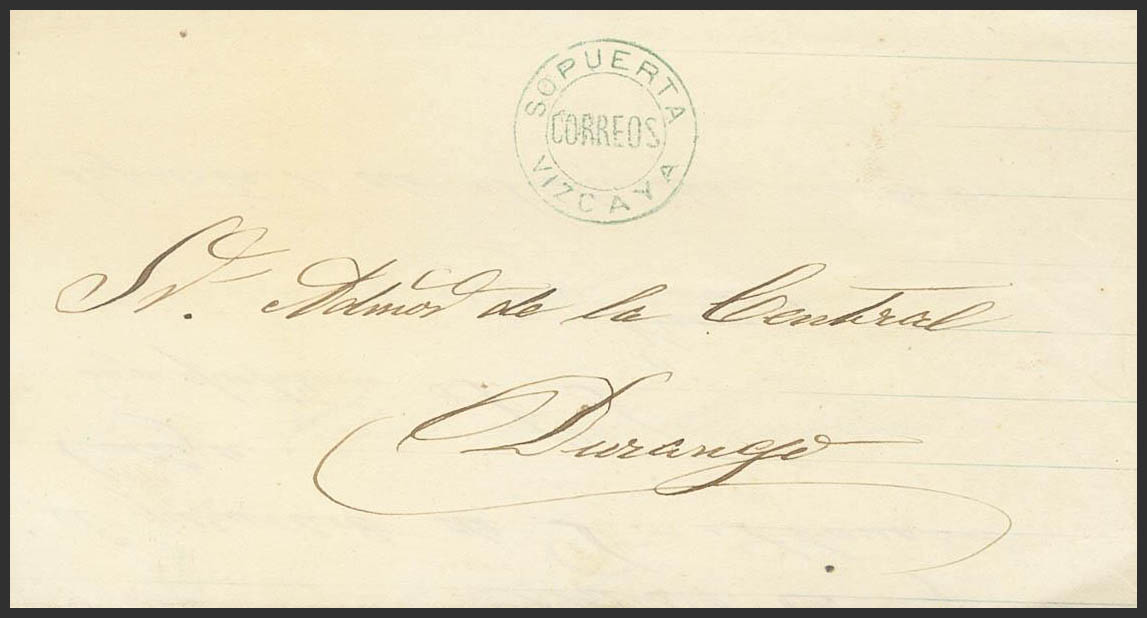 SOPUERTA
CORREOS
VIZCAYA
Sr. Admor de la Central
Durango